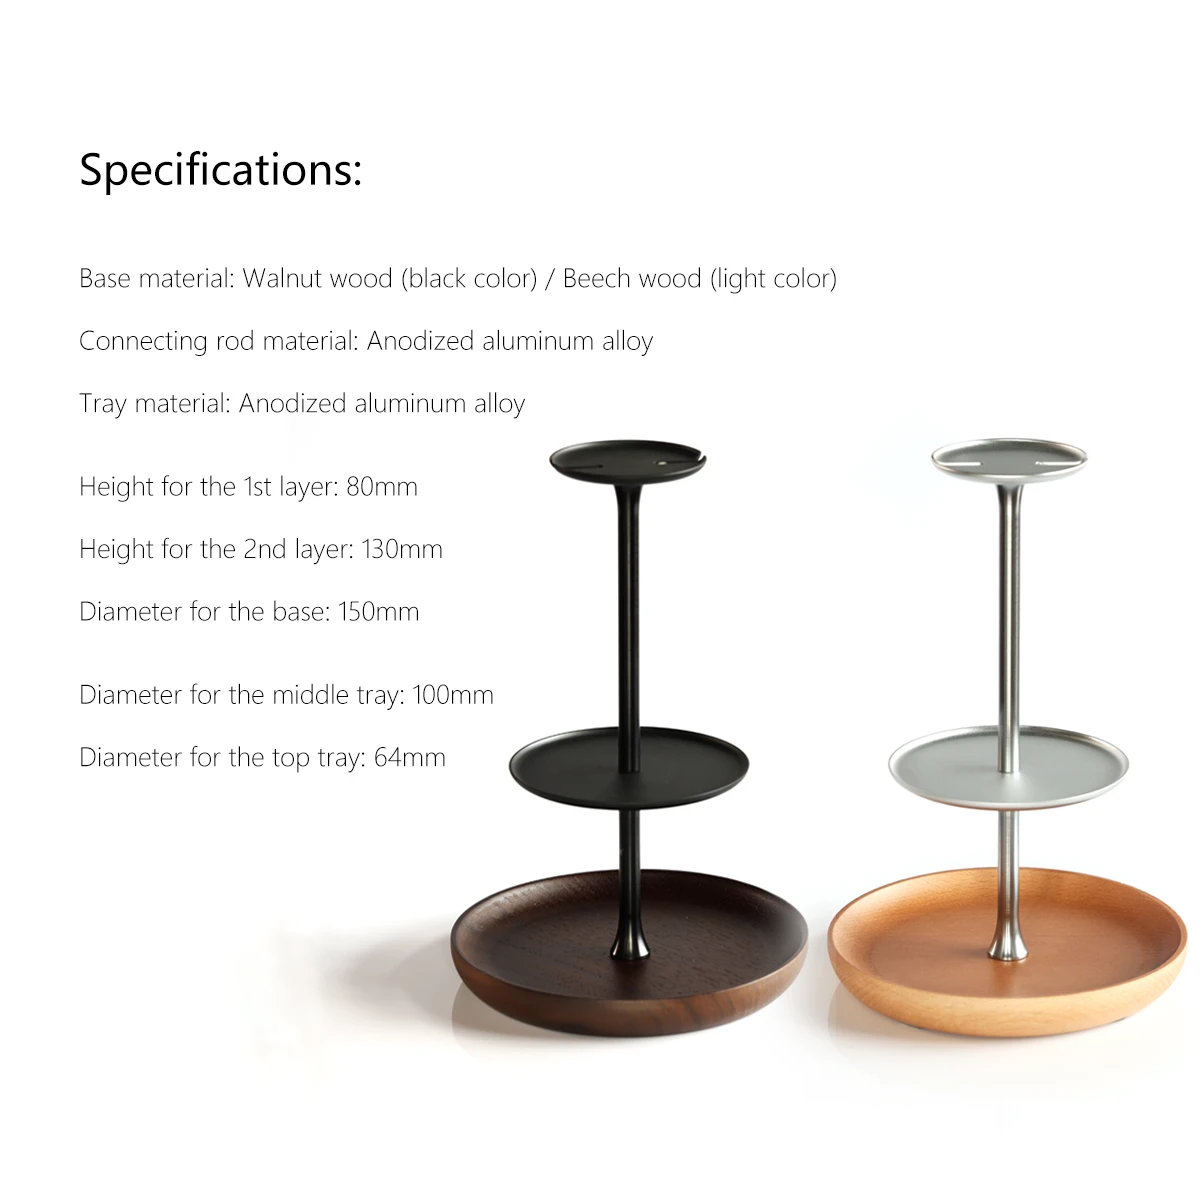 Specifications:
Base material: Walnut wood (black color) / Beech wood (light color)
Connecting rod material: Anodized aluminum alloy
Tray material: Anodized aluminum alloy
Height for the 1st layer: 80mm
Height for the 2nd layer: 130mm
Diameter for the base: 150mm
Diameter for the middle tray: 100mm
Diameter for the top tray: 64mm